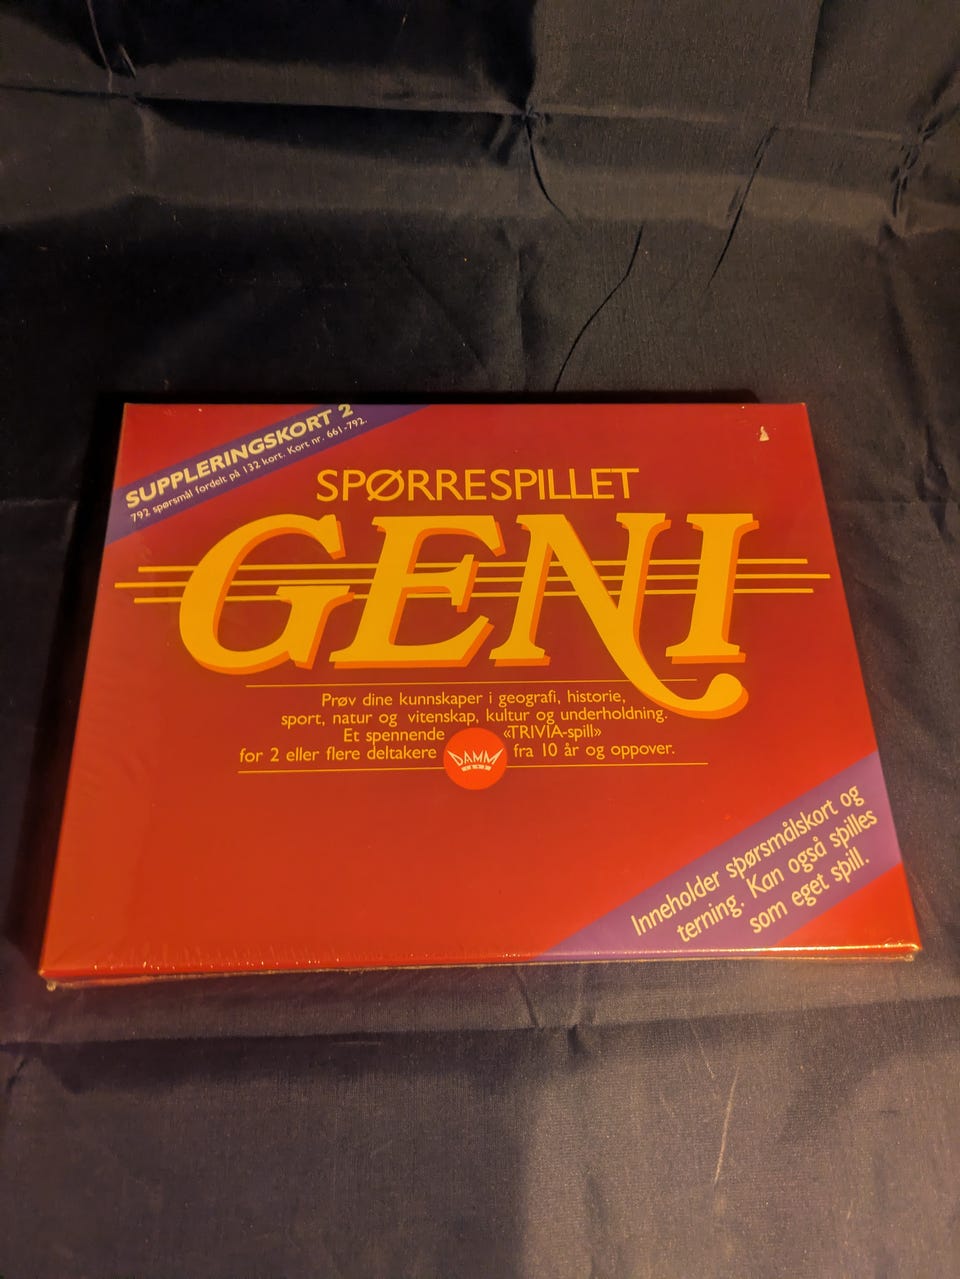 SUPPLERINGSKORT 2
792 spørsmål fordelt på 132 kort. Kort nr. 661-792.
SPØRRESPILLET
GENI
Prøv dine kunnskaper i geografi, historie,
sport, natur og vitenskap, kultur og underholdning.
Et spennende «TRIVIA-spill»
for 2 eller flere deltakere fra 10 år og oppover.
DAMM
Inneholder spørsmålskort og
terning. Kan også spilles
som eget spill.